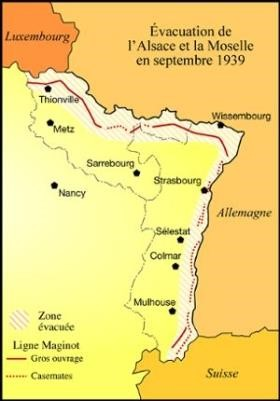 Luxembourg
Évacuation de
l'Alsace et la Moselle
en septembre 1939
Thionville
Wissembourg
Metz
Sarrebourg
Strasbourg
Nancy
Allemagne
Sélestat
Colmar
Mulhouse
Zone
évacuée
Ligne Maginot
Gros ouvrage
Casemates
Suisse